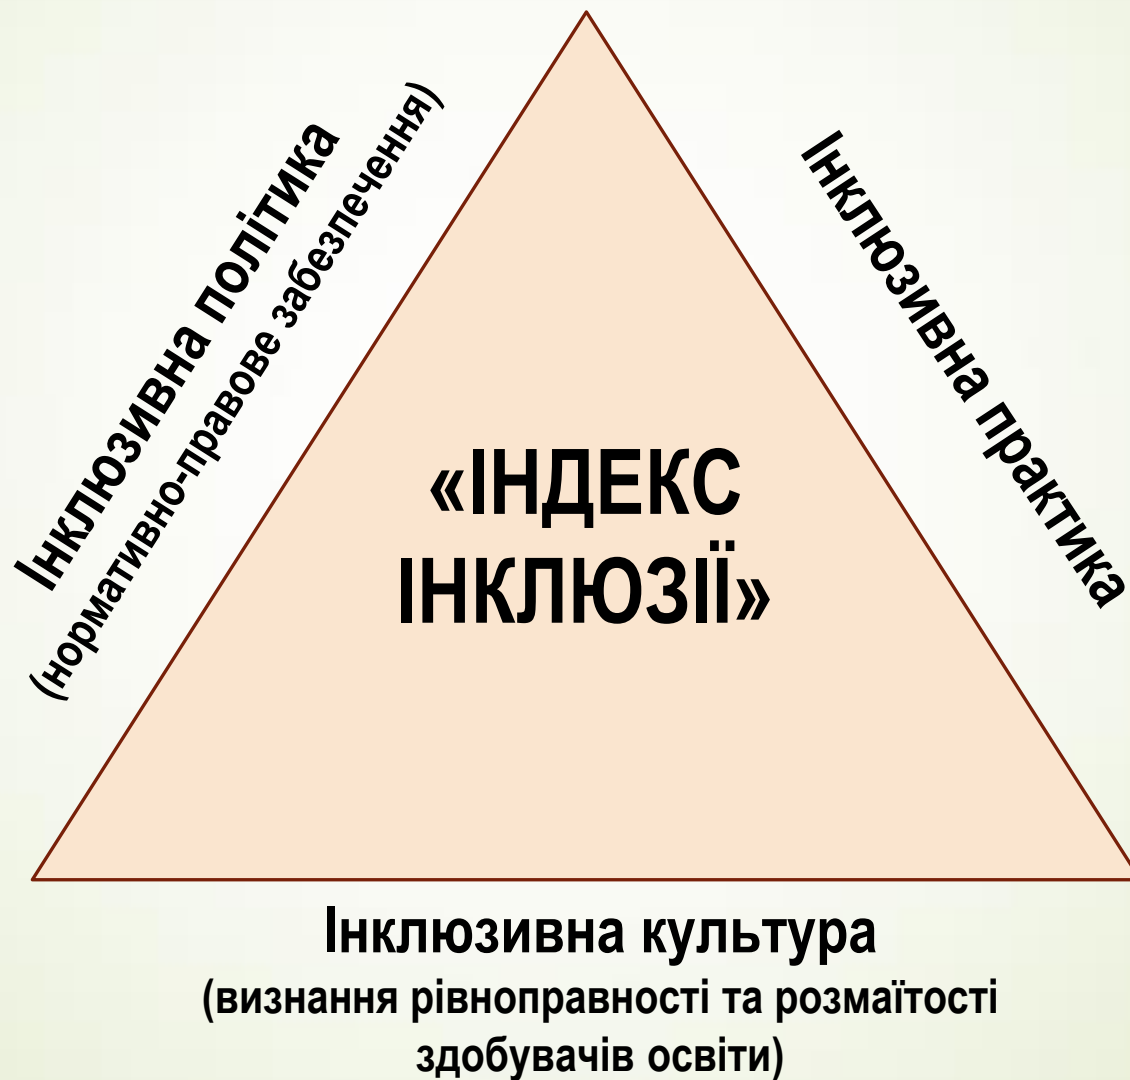 Інклюзивна політика
(нормативно-правове забезпечення)
Інклюзивна практика
«ІНДЕКС
ІНКЛЮЗІЇ»
Інклюзивна культура
(визнання рівноправності та розмаїтості
здобувачів освіти)